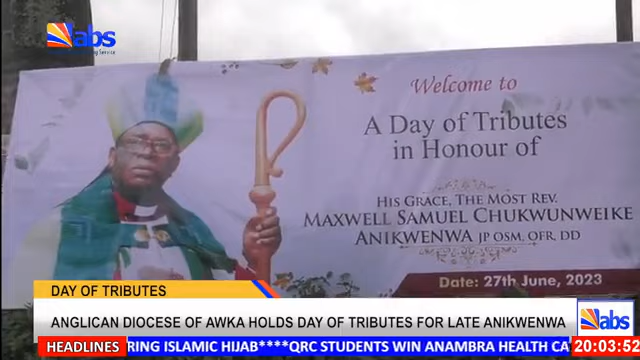 abs
Welcome to
A Day of Tributes
in Honour of
HIS GRACE, THE MOST REV.
MAXWELL SAMUEL CHUKWUNWEIKE
ANIKWENWA JP OSM, OFR, DD
Date: 27th June, 2023
DAY OF TRIBUTES
ANGLICAN DIOCESE OF AWKA HOLDS DAY OF TRIBUTES FOR LATE ANIKWENWA
abs
HEADLINES RING ISLAMIC HIJAB****QRC STUDENTS WIN ANAMBRA HEALTH CA 20:03:52